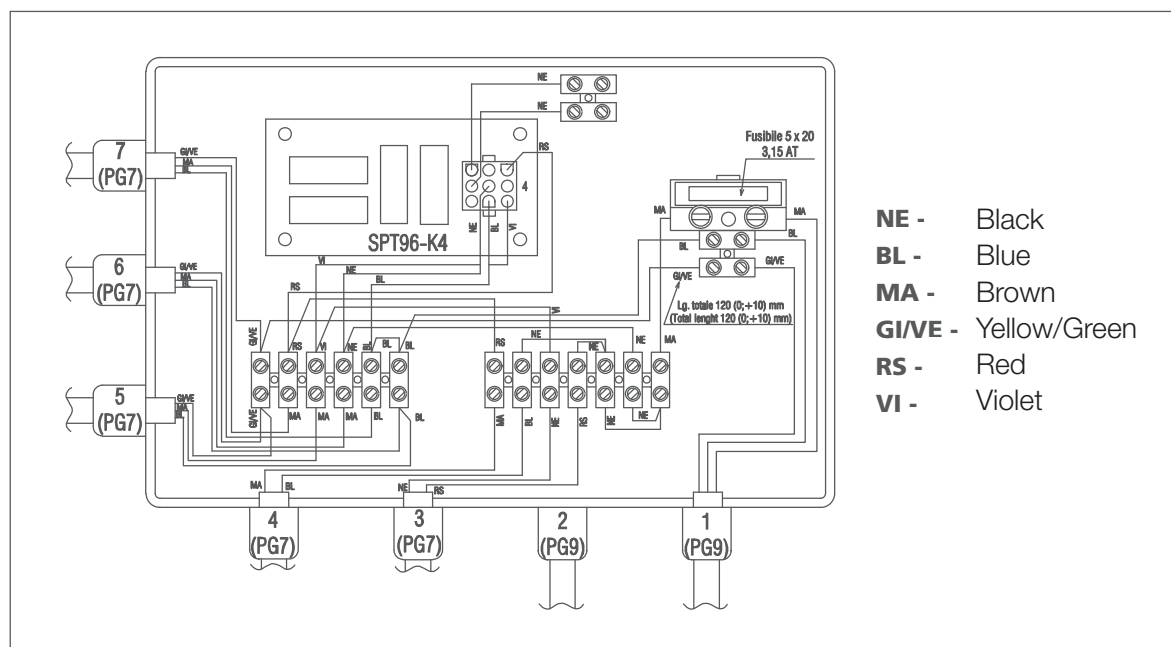 NE
NE
Fusibile 5 x 20
3,15 AT
7
(PG7)
GI/VE
MA
BL
RS
4
SPT96-K4
NE
BL
VI
MA
MA
BL
BL
GI/VE
GI/VE
Lg. totale 120 (0;+10) mm
(Total lenght 120 (0;+10) mm)
6
(PG7)
GI/VE
MA
BL
VI
NE
BL
RS
VI
GI/VE
RS
VI
NE
BL
BL
BL
RS
NE
NE
NE
MA
5
(PG7)
GI/VE
MA
BL
GI/VE
MA
MA
MA
BL
BL
MA
BL
NE
RS
NE
NE
MA
BL
NE
RS
4
(PG7)
3
(PG7)
2
(PG9)
1
(PG9)
NE - Black
BL - Blue
MA - Brown
GI/VE - Yellow/Green
RS - Red
VI - Violet